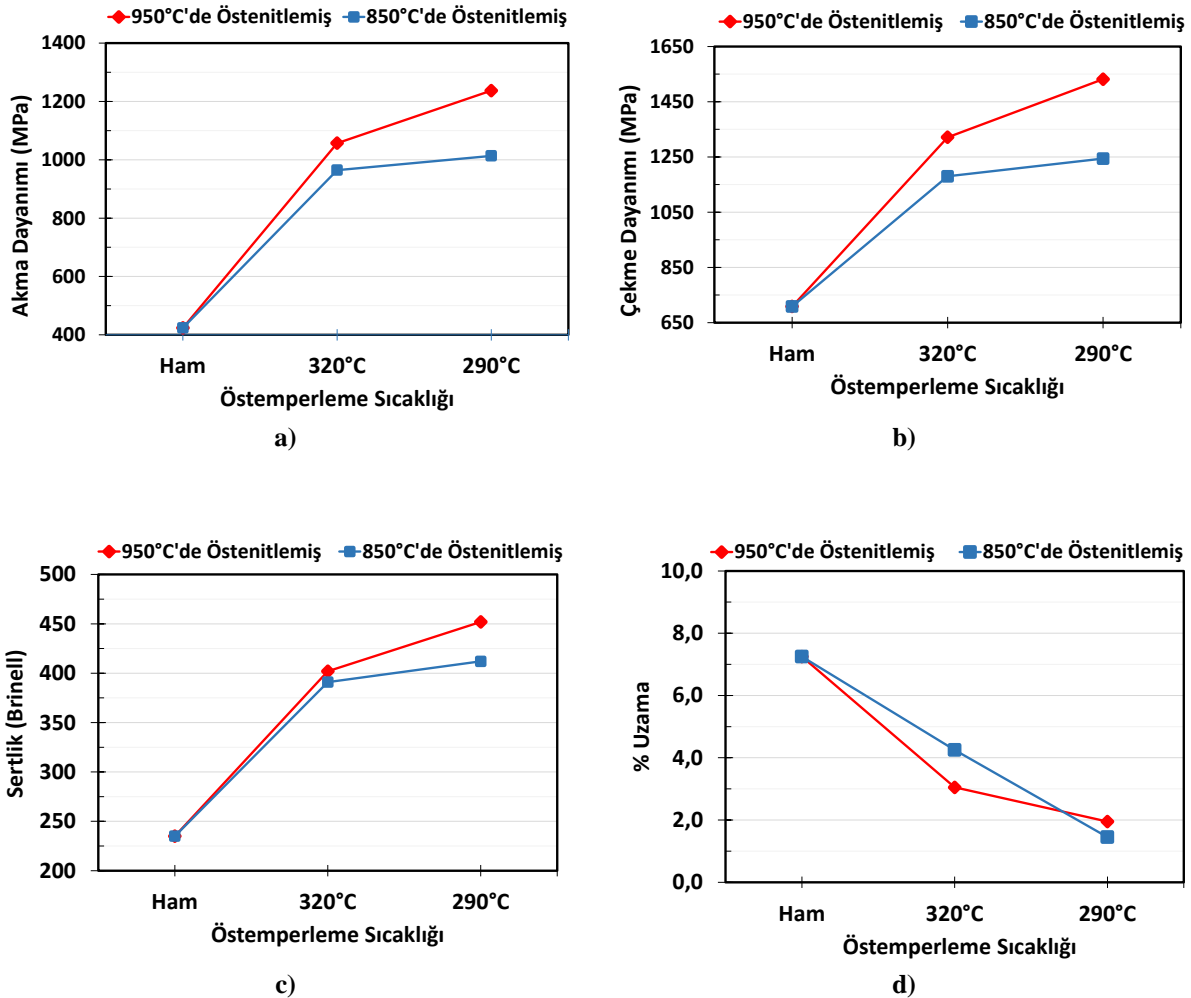 950°C'de Östenitlemiş 850°C'de Östenitlemiş
1400
1200
1000
800
600
400
Akma Dayanımı (MPa)
Ham 320°C 290°C
Östemperleme Sıcaklığı
a)
950°C'de Östenitlemiş 850°C'de Östenitlemiş
1650
1450
1250
1050
850
650
Çekme Dayanımı (MPa)
Ham 320°C 290°C
Östemperleme Sıcaklığı
b)
950°C'de Östenitlemiş 850°C'de Östenitlemiş
500
450
400
350
300
250
200
Sertlik (Brinell)
Ham 320°C 290°C
Östemperleme Sıcaklığı
c)
950°C'de Östenitlemiş 850°C'de Östenitlemiş
10,0
8,0
6,0
4,0
2,0
0,0
% Uzama
Ham 320°C 290°C
Östemperleme Sıcaklığı
d)